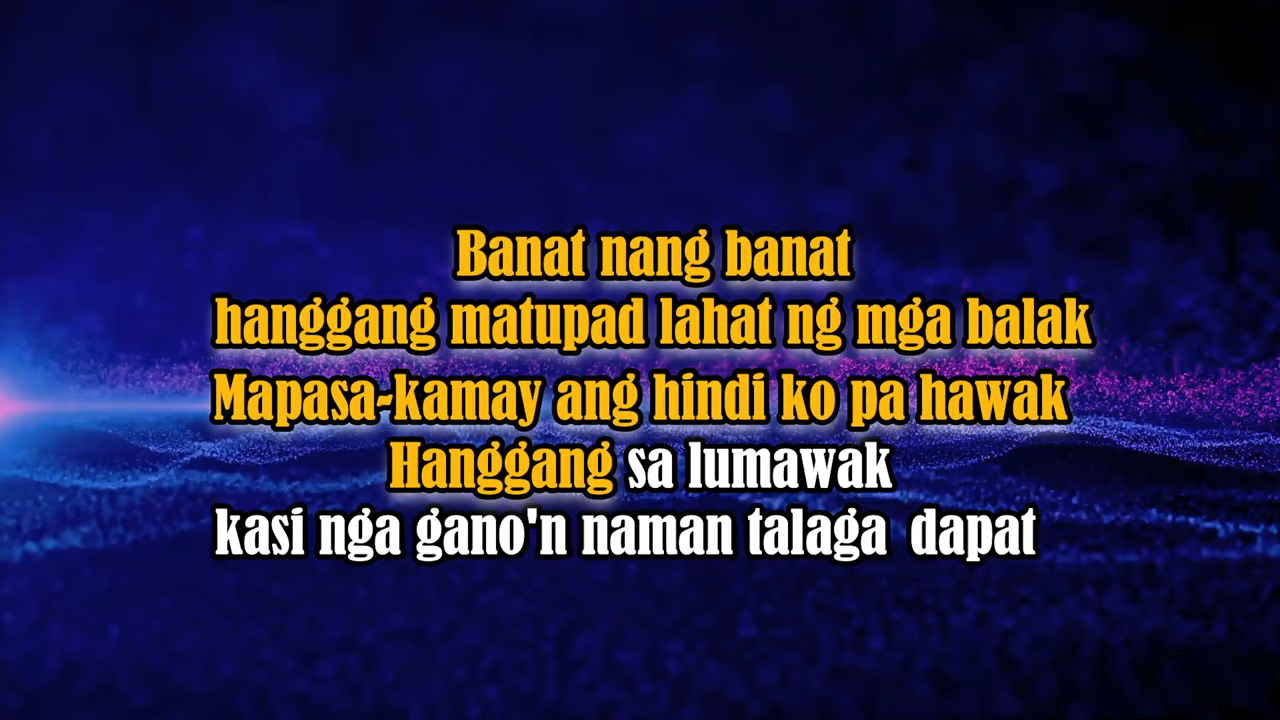 Banat nang banat
hanggang matupad lahat ng mga balak
Mapasa-kamay ang hindi ko pa hawak
Hanggang sa lumawak
kasi nga gano'n naman talaga dapat